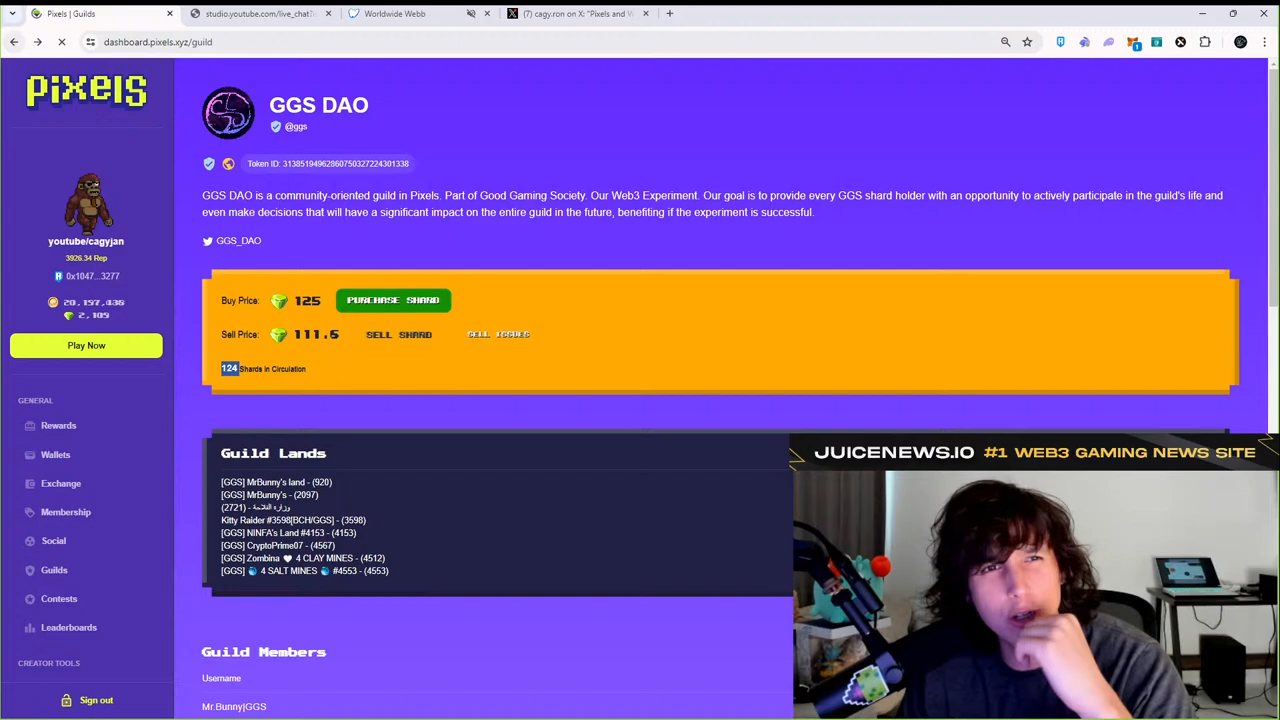 Pixels | Guilds
studio.youtube.com/live_chat?
Worldwide Webb
(7) cagy.ron on X: "Pixels and W
dashboard.pixels.xyz/guild
pixels
youtube/cagyjan
3926.34 Rep
0x1047...3277
20,197,438
2,109
Play Now
GENERAL
Rewards
Wallets
Exchange
Membership
Social
Guilds
Contests
Leaderboards
CREATOR TOOLS
Sign out
GGS DAO
@ggs
Token ID: 313851949628607503272243​01338
GGS DAO is a community-oriented guild in Pixels. Part of Good Gaming Society. Our Web3 Experiment. Our goal is to provide every GGS shard holder with an opportunity to actively participate in the guild's life and
even make decisions that will have a significant impact on the entire guild in the future, benefiting if the experiment is successful.
GGS_DAO
Buy Price: 125 PURCHASE SHARD
Sell Price: 111.5 SELL SHARD SELL ISSUES
124 Shards in Circulation
Guild Lands
[GGS] MrBunny's land - (920)
[GGS] MrBunny's - (2097)
وزارة الفلاحة - (2721)
Kitty Raider #3598[BCH/GGS] - (3598)
[GGS] NINFA's Land #4153 - (4153)
[GGS] CryptoPrime07 - (4567)
[GGS] Zombina 🤍 4 CLAY MINES - (4512)
[GGS] 4 SALT MINES #4553 - (4553)
Guild Members
Username
Mr.Bunny|GGS
JUICENEWS.IO #1 WEB3 GAMING NEWS SITE